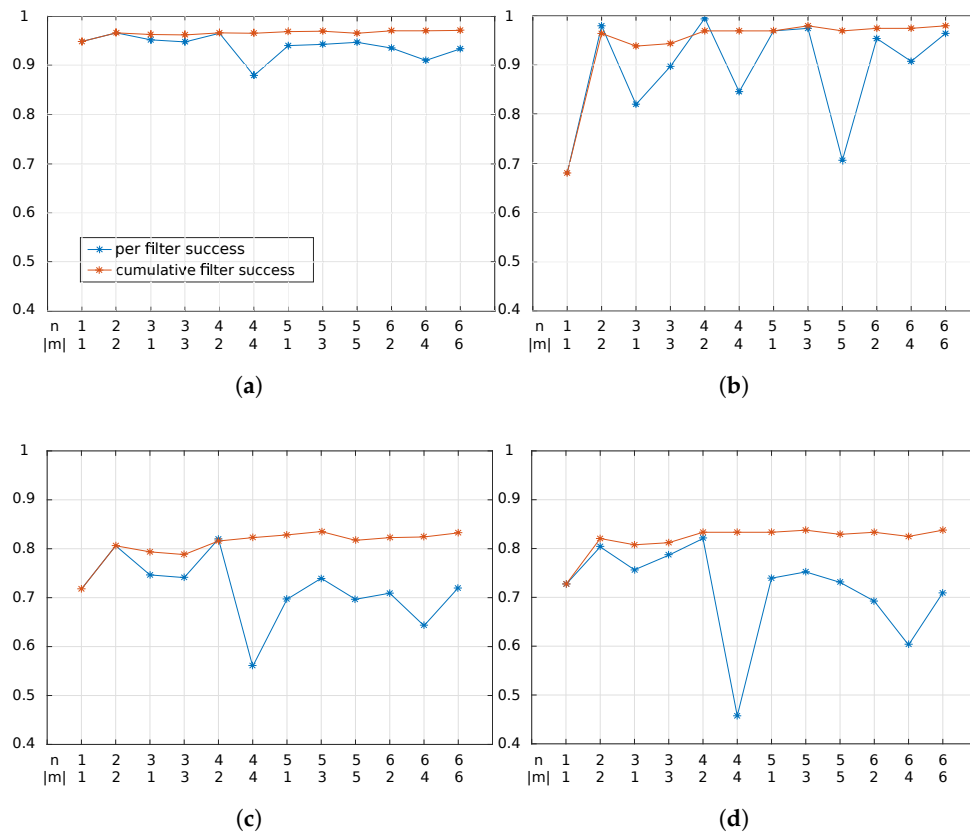 1 1
0.9 0.9
0.8 0.8
0.7 0.7
0.6 0.6
0.5 0.5
0.4 0.4
per filter success
cumulative filter success
n 1 2 3 3 4 4 5 5 5 6 6 6 n 1 2 3 3 4 4 5 5 5 6 6 6
|m| 1 2 1 3 2 4 1 3 5 2 4 6 |m| 1 2 1 3 2 4 1 3 5 2 4 6
(a) (b)
1 1
0.9 0.9
0.8 0.8
0.7 0.7
0.6 0.6
0.5 0.5
0.4 0.4
n 1 2 3 3 4 4 5 5 5 6 6 6 n 1 2 3 3 4 4 5 5 5 6 6 6
|m| 1 2 1 3 2 4 1 3 5 2 4 6 |m| 1 2 1 3 2 4 1 3 5 2 4 6
(c) (d)